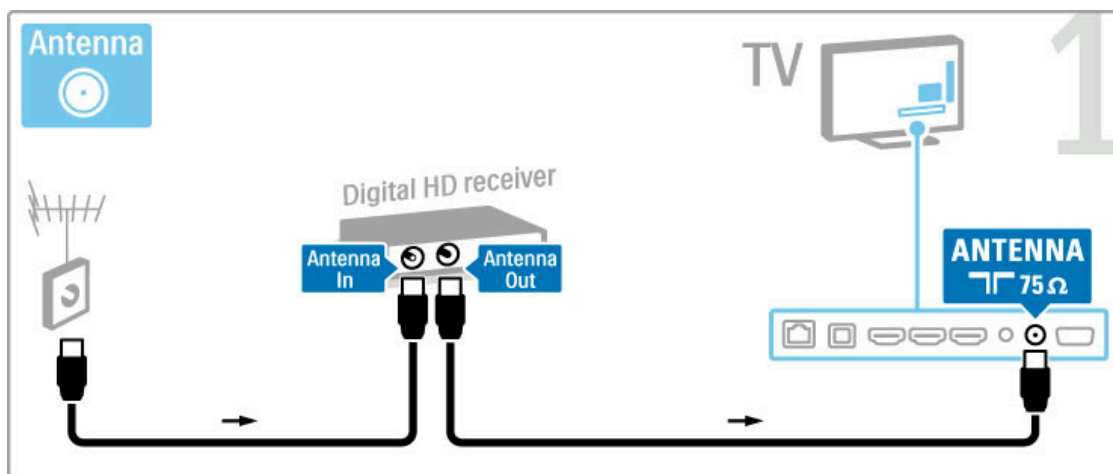 Antenna
TV
1
Digital HD receiver
Antenna
In
Antenna
Out
ANTENNA
75 Ω